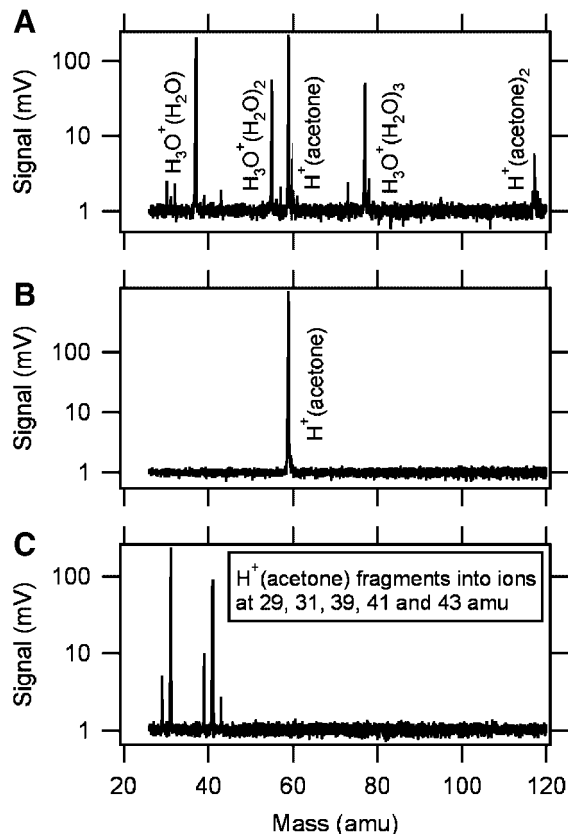 A
Signal (mV)
100
10
1
H₃O⁺(H₂O)
H₃O⁺(H₂O)₂
H⁺(acetone)
H₃O⁺(H₂O)₃
H⁺(acetone)₂
B
Signal (mV)
100
10
1
H⁺(acetone)
C
Signal (mV)
100
10
1
H⁺(acetone) fragments into ions
at 29, 31, 39, 41 and 43 amu
20 40 60 80 100 120
Mass (amu)